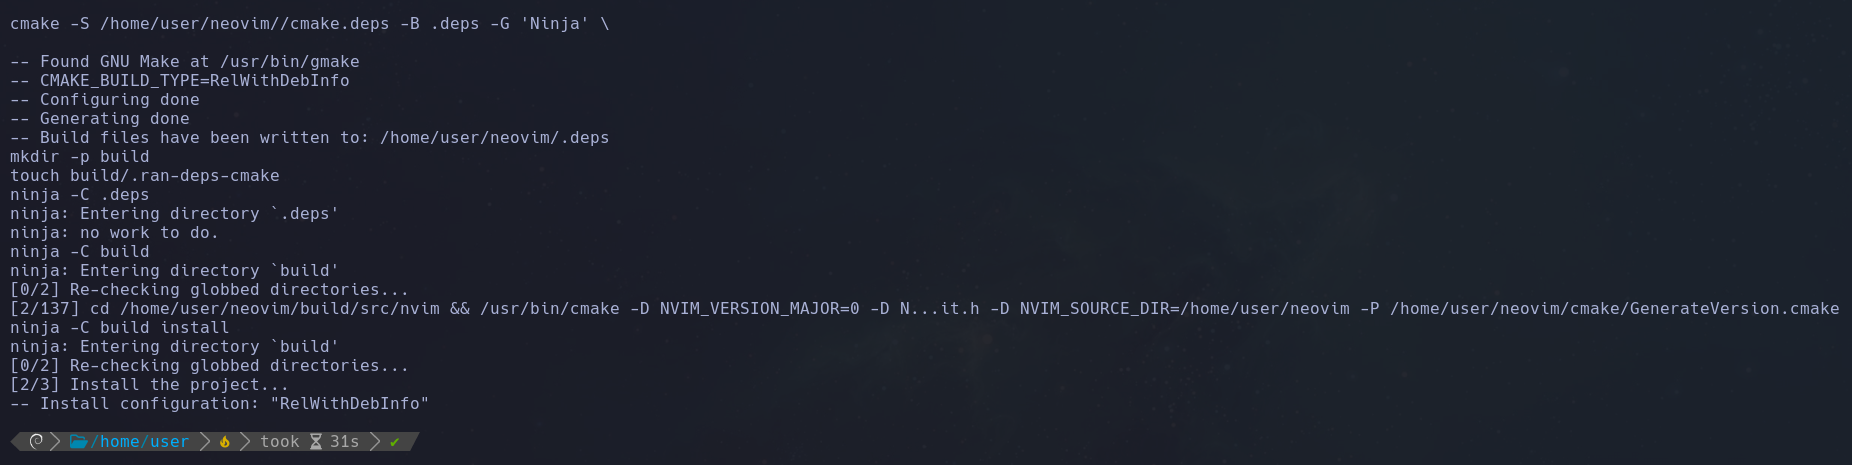 cmake -S /home/user/neovim//cmake.deps -B .deps -G 'Ninja' \
-- Found GNU Make at /usr/bin/gmake
-- CMAKE_BUILD_TYPE=RelWithDebInfo
-- Configuring done
-- Generating done
-- Build files have been written to: /home/user/neovim/.deps
mkdir -p build
touch build/.ran-deps-cmake
ninja -C .deps
ninja: Entering directory `.deps'
ninja: no work to do.
ninja -C build
ninja: Entering directory `build'
[0/2] Re-checking globbed directories...
[2/137] cd /home/user/neovim/build/src/nvim && /usr/bin/cmake -D NVIM_VERSION_MAJOR=0 -D N...it.h -D NVIM_SOURCE_DIR=/home/user/neovim -P /home/user/neovim/cmake/GenerateVersion.cmake
ninja -C build install
ninja: Entering directory `build'
[0/2] Re-checking globbed directories...
[2/3] Install the project...
-- Install configuration: "RelWithDebInfo"
/home/user took 31s ✔